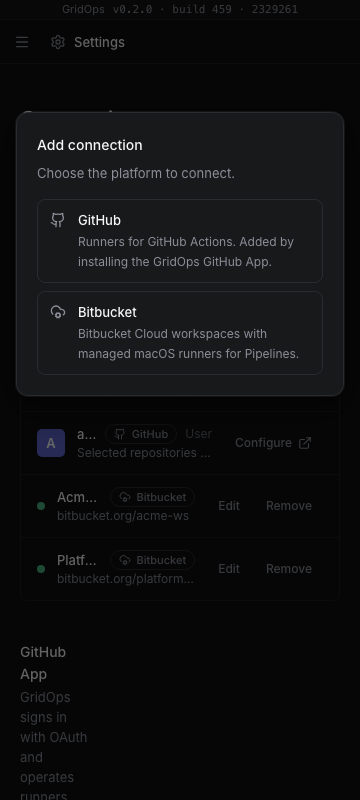 GridOps v0.2.0 · build 459 · 2329261
Settings
Add connection
Choose the platform to connect.
GitHub
Runners for GitHub Actions. Added by
installing the GridOps GitHub App.
Bitbucket
Bitbucket Cloud workspaces with
managed macOS runners for Pipelines.
A a... GitHub User Configure
Selected repositories ...
Acm... Bitbucket Edit Remove
bitbucket.org/acme-ws
Platf... Bitbucket Edit Remove
bitbucket.org/platform...
GitHub
App
GridOps
signs in
with OAuth
and
operates
runners